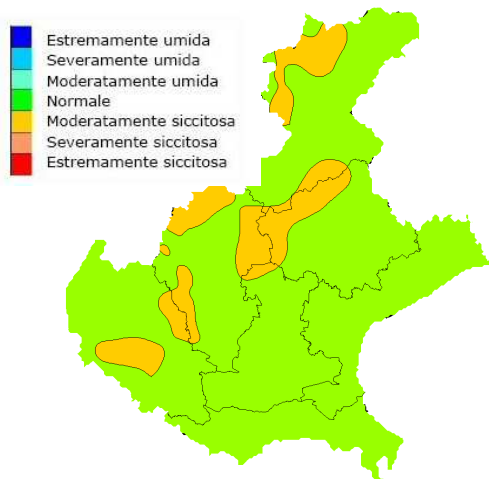 Estremamente umida
Severamente umida
Moderatamente umida
Normale
Moderatamente siccitosa
Severamente siccitosa
Estremamente siccitosa